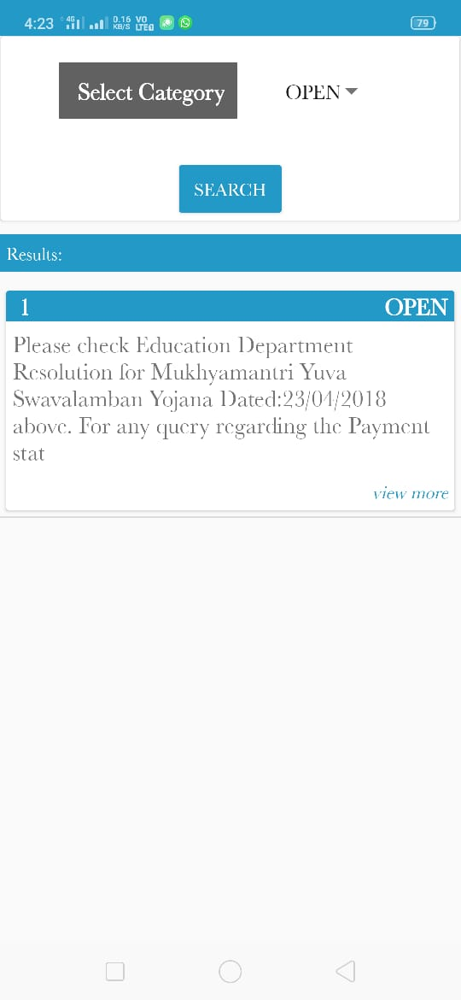 4:23 4G 0.16 KB/S VO LTE 79
Select Category OPEN
SEARCH
Results:
1 OPEN
Please check Education Department
Resolution for Mukhyamantri Yuva
Swavalamban Yojana Dated:23/04/2018
above. For any query regarding the Payment
stat
view more